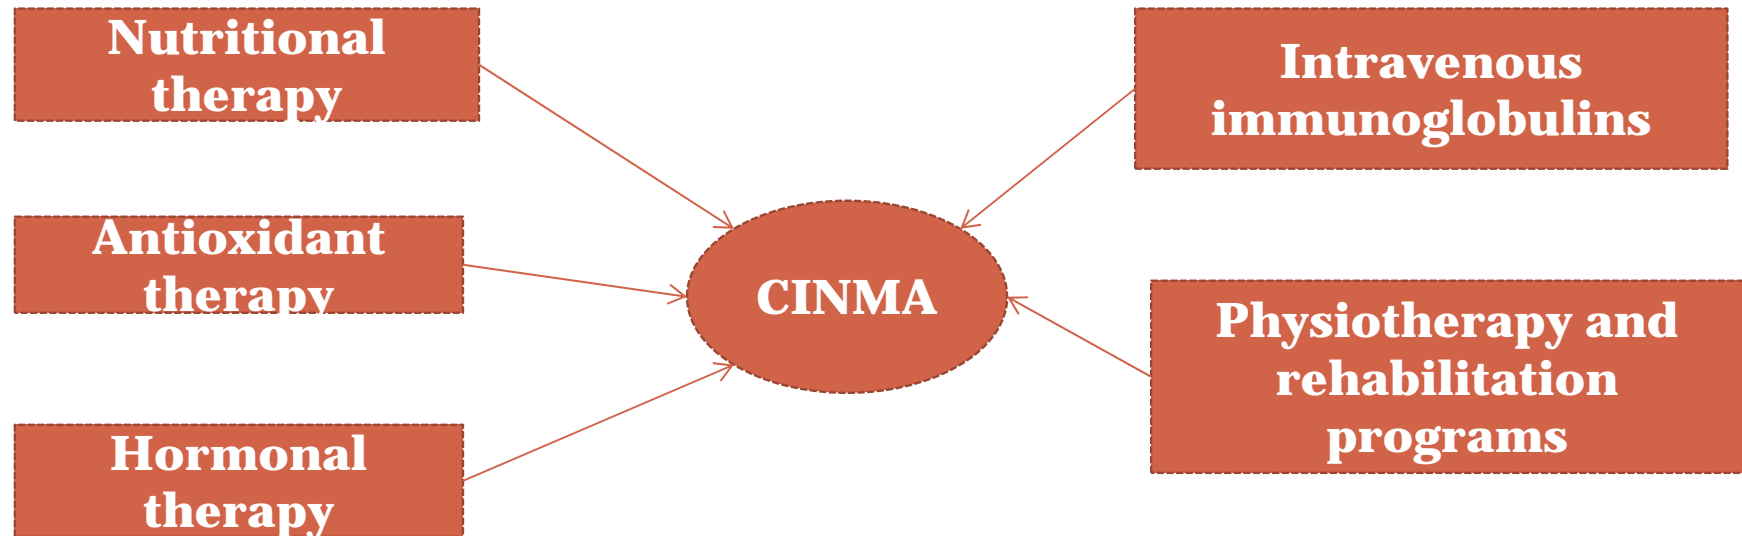 Nutritional
therapy
Antioxidant
therapy
Hormonal
therapy
CINMA
Intravenous
immunoglobulins
Physiotherapy and
rehabilitation
programs